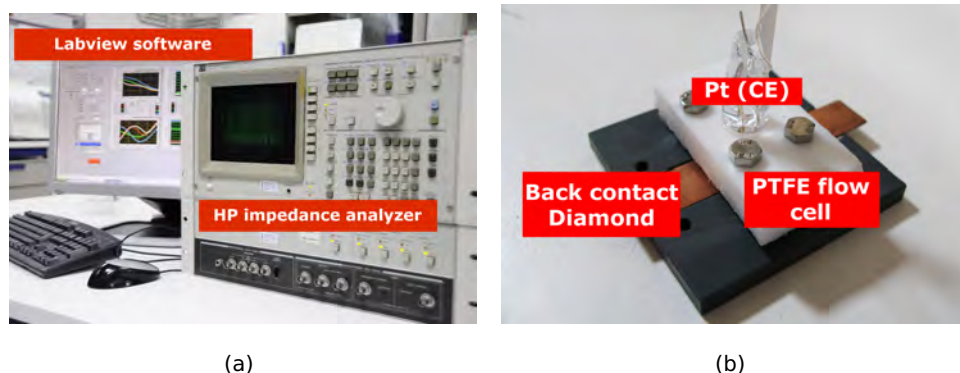 Labview software
HP impedance analyzer
Pt (CE)
Back contact
Diamond
PTFE flow
cell
(a)
(b)